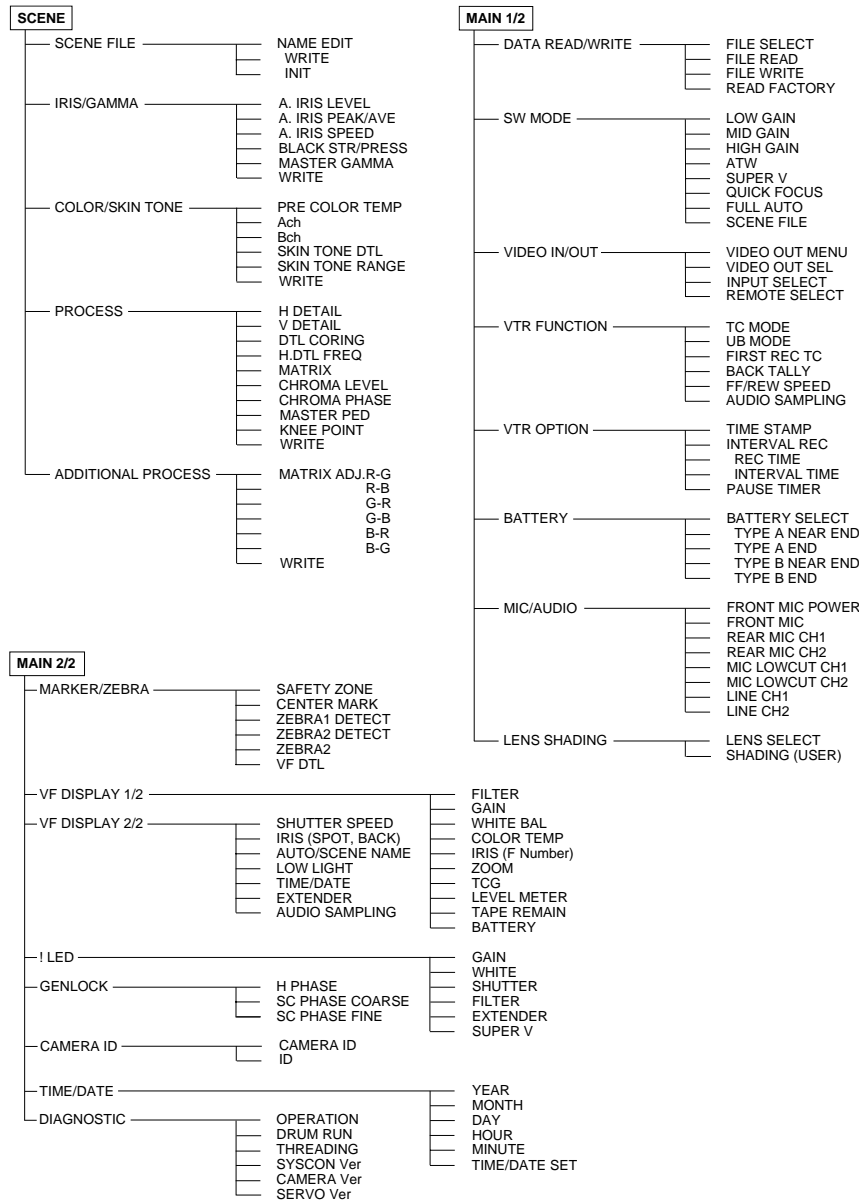 SCENE
SCENE FILE
NAME EDIT
WRITE
INIT
IRIS/GAMMA
A. IRIS LEVEL
A. IRIS PEAK/AVE
A. IRIS SPEED
BLACK STR/PRESS
MASTER GAMMA
WRITE
COLOR/SKIN TONE
PRE COLOR TEMP
Ach
Bch
SKIN TONE DTL
SKIN TONE RANGE
WRITE
PROCESS
H DETAIL
V DETAIL
DTL CORING
H.DTL FREQ
MATRIX
CHROMA LEVEL
CHROMA PHASE
MASTER PED
KNEE POINT
WRITE
ADDITIONAL PROCESS
MATRIX ADJ.R-G
R-B
G-R
G-B
B-R
B-G
WRITE
MAIN 1/2
DATA READ/WRITE
FILE SELECT
FILE READ
FILE WRITE
READ FACTORY
SW MODE
LOW GAIN
MID GAIN
HIGH GAIN
ATW
SUPER V
QUICK FOCUS
FULL AUTO
SCENE FILE
VIDEO IN/OUT
VIDEO OUT MENU
VIDEO OUT SEL
INPUT SELECT
REMOTE SELECT
VTR FUNCTION
TC MODE
UB MODE
FIRST REC TC
BACK TALLY
FF/REW SPEED
AUDIO SAMPLING
VTR OPTION
TIME STAMP
INTERVAL REC
REC TIME
INTERVAL TIME
PAUSE TIMER
BATTERY
BATTERY SELECT
TYPE A NEAR END
TYPE A END
TYPE B NEAR END
TYPE B END
MIC/AUDIO
FRONT MIC POWER
FRONT MIC
REAR MIC CH1
REAR MIC CH2
MIC LOWCUT CH1
MIC LOWCUT CH2
LINE CH1
LINE CH2
LENS SHADING
LENS SELECT
SHADING (USER)
MAIN 2/2
MARKER/ZEBRA
SAFETY ZONE
CENTER MARK
ZEBRA1 DETECT
ZEBRA2 DETECT
ZEBRA2
VF DTL
VF DISPLAY 1/2
FILTER
GAIN
WHITE BAL
COLOR TEMP
IRIS (F Number)
ZOOM
TCG
LEVEL METER
TAPE REMAIN
BATTERY
VF DISPLAY 2/2
SHUTTER SPEED
IRIS (SPOT, BACK)
AUTO/SCENE NAME
LOW LIGHT
TIME/DATE
EXTENDER
AUDIO SAMPLING
! LED
GAIN
WHITE
SHUTTER
FILTER
EXTENDER
SUPER V
GENLOCK
H PHASE
SC PHASE COARSE
SC PHASE FINE
CAMERA ID
CAMERA ID
ID
TIME/DATE
YEAR
MONTH
DAY
HOUR
MINUTE
TIME/DATE SET
DIAGNOSTIC
OPERATION
DRUM RUN
THREADING
SYSCON Ver
CAMERA Ver
SERVO Ver